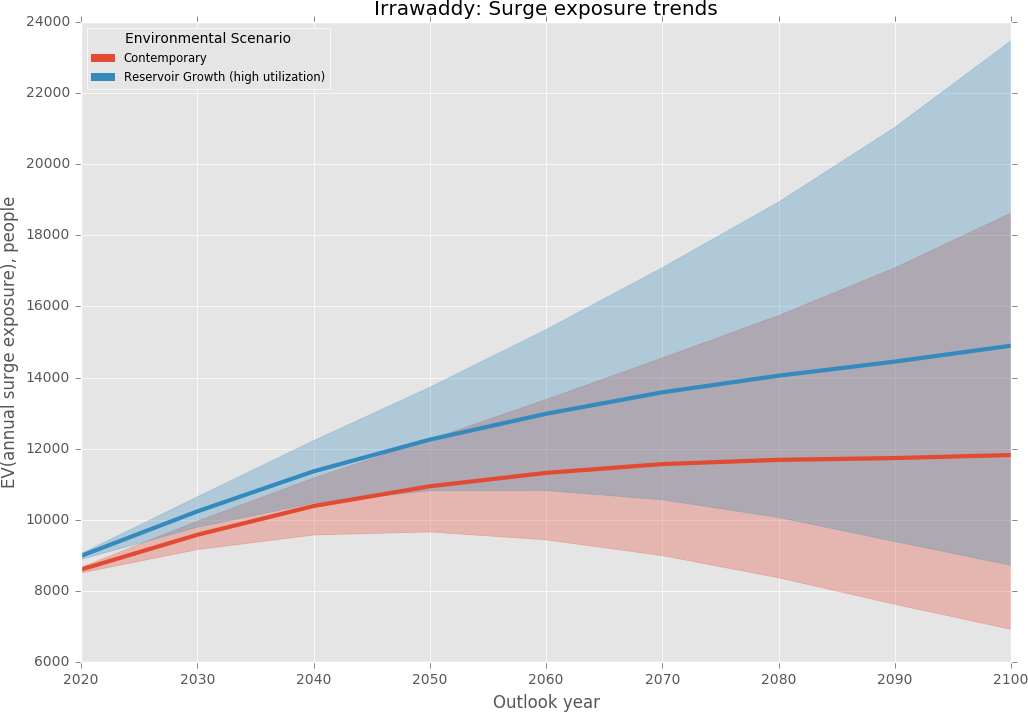 Irrawaddy: Surge exposure trends
24000
22000
20000
18000
16000
14000
12000
10000
8000
6000
EV(annual surge exposure), people
Environmental Scenario
Contemporary
Reservoir Growth (high utilization)
2020 2030 2040 2050 2060 2070 2080 2090 2100
Outlook year